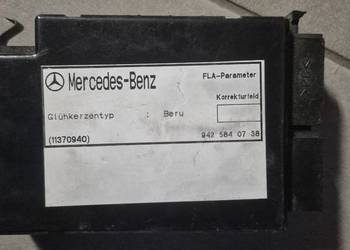 Mercedes-Benz
FLA-Parameter
Korrekturfeld
Glühkerzentyp : Beru
(11370940)
942 584 07 38